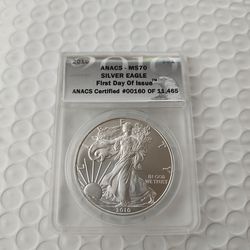 2010
ANACS - MS70
SILVER EAGLE
First Day Of Issue™
ANACS Certified #00160 OF 11,465
IN GOD
WE TRUST
2010